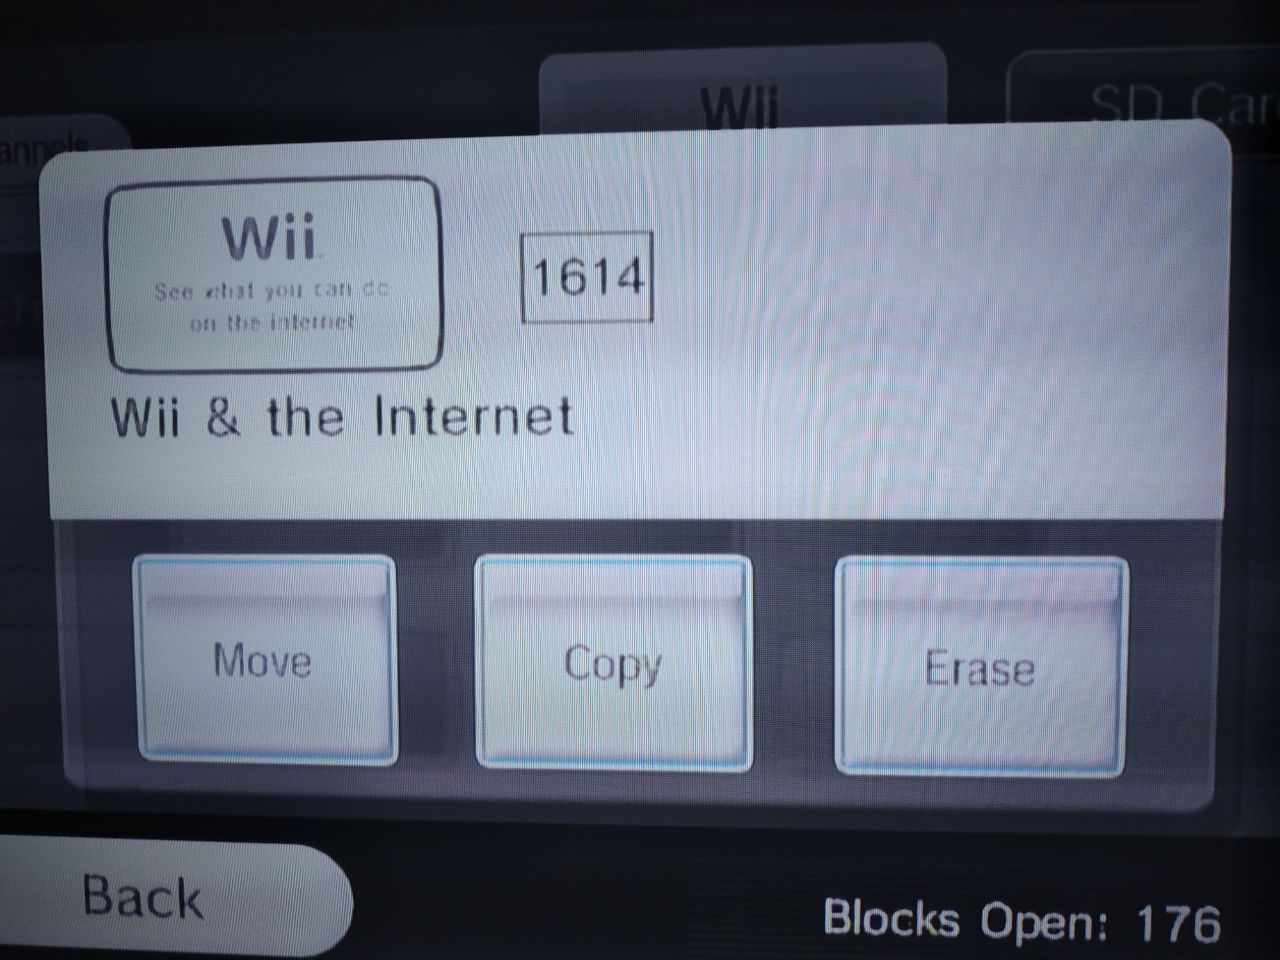 Wii
SD Car
annels
Wii
See what you can do
on the internet
1614
Wii & the Internet
Move
Copy
Erase
Back
Blocks Open: 176